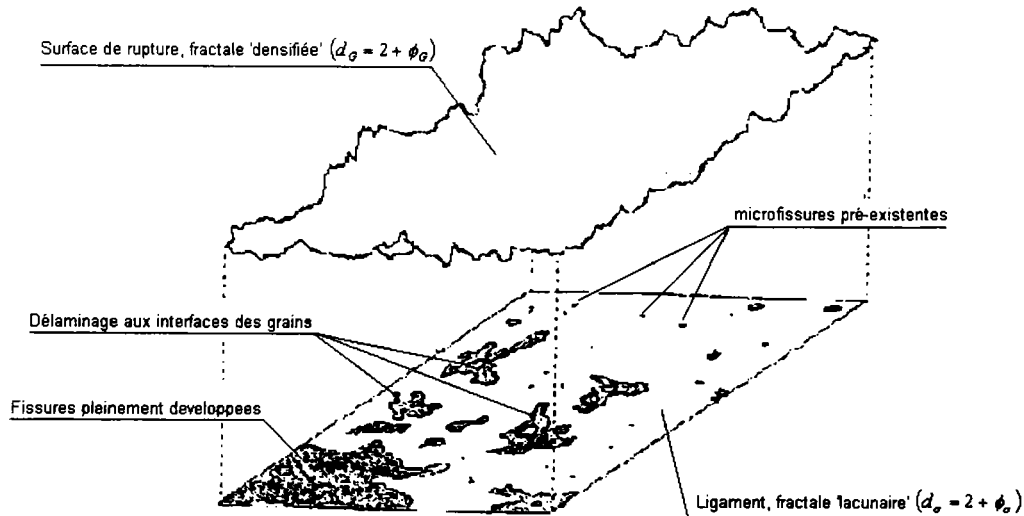 Surface de rupture, fractale 'densifiée' (d_G = 2 + ϕ_G)
microfissures pré-existentes
Délaminage aux interfaces des grains
Fissures pleinement developpees
Ligament, fractale 'lacunaire' (d_σ = 2 + ϕ_σ)